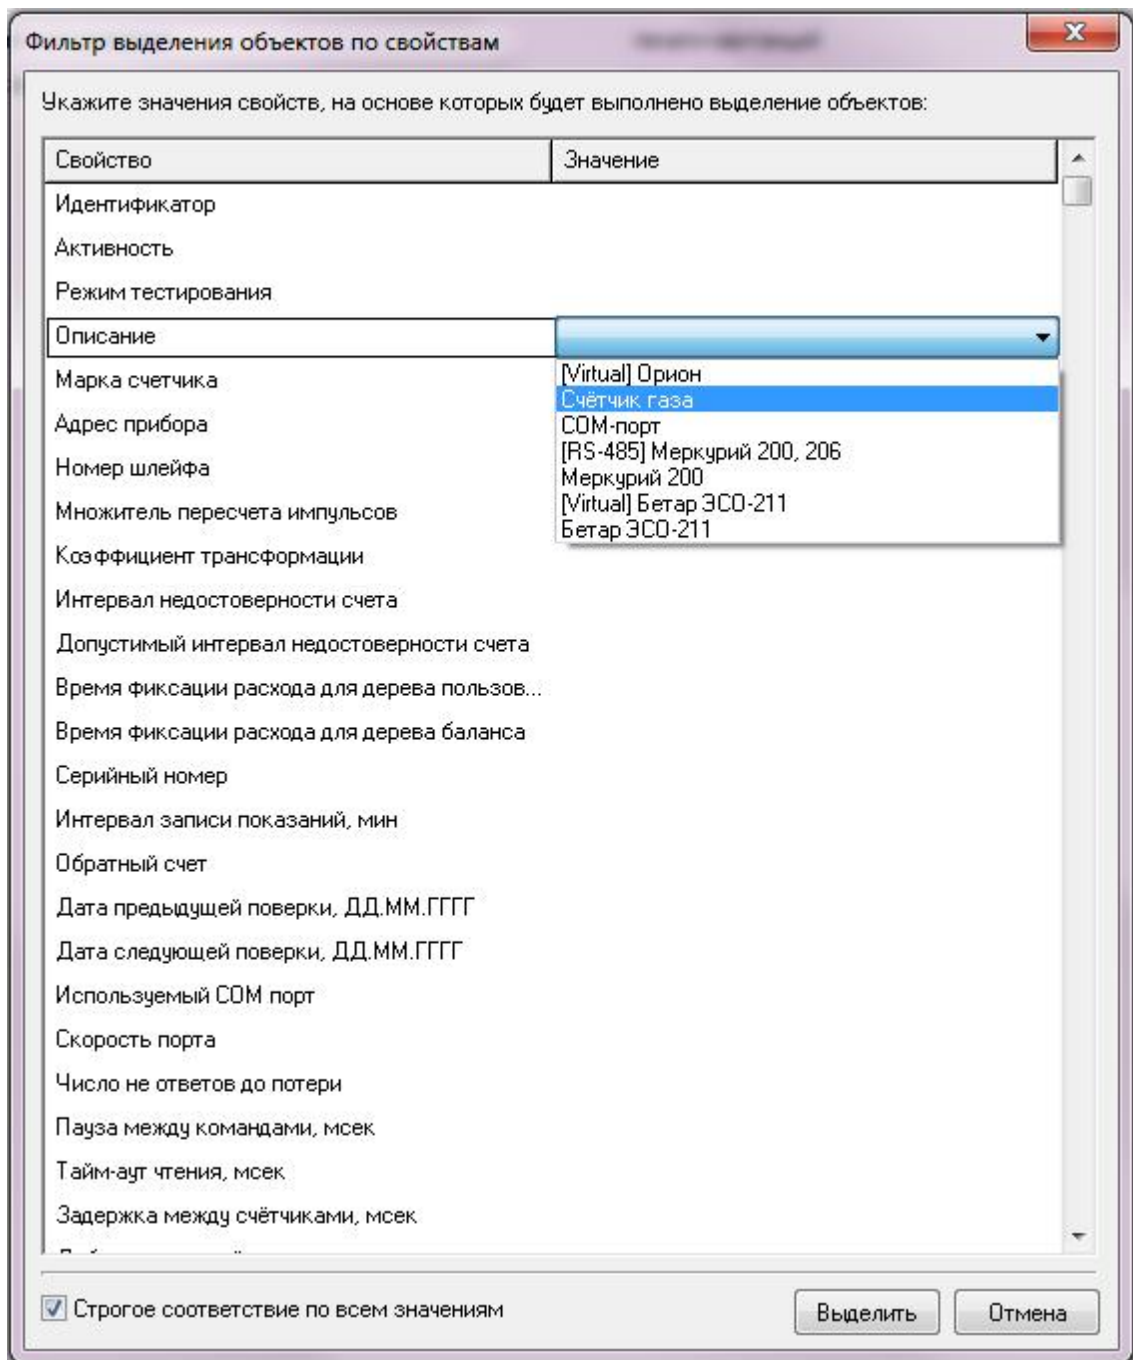 Фильтр выделения объектов по свойствам
Укажите значения свойств, на основе которых будет выполнено выделение объектов:
Свойство Значение
Идентификатор
Активность
Режим тестирования
Описание
[Virtual] Орион
Марка счетчика
Счётчик газа
Адрес прибора
COM-порт
[RS-485] Меркурий 200, 206
Номер шлейфа
Меркурий 200
[Virtual] Бетар ЭСО-211
Множитель пересчета импульсов
Бетар ЭСО-211
Коэффициент трансформации
Интервал недостоверности счета
Допустимый интервал недостоверности счета
Время фиксации расхода для дерева пользов...
Время фиксации расхода для дерева баланса
Серийный номер
Интервал записи показаний, мин
Обратный счет
Дата предыдущей поверки, ДД.ММ.ГГГГ
Дата следующей поверки, ДД.ММ.ГГГГ
Используемый COM порт
Скорость порта
Число не ответов до потери
Пауза между командами, мсек
Тайм-аут чтения, мсек
Задержка между счётчиками, мсек
Строгое соответствие по всем значениям
Выделить Отмена